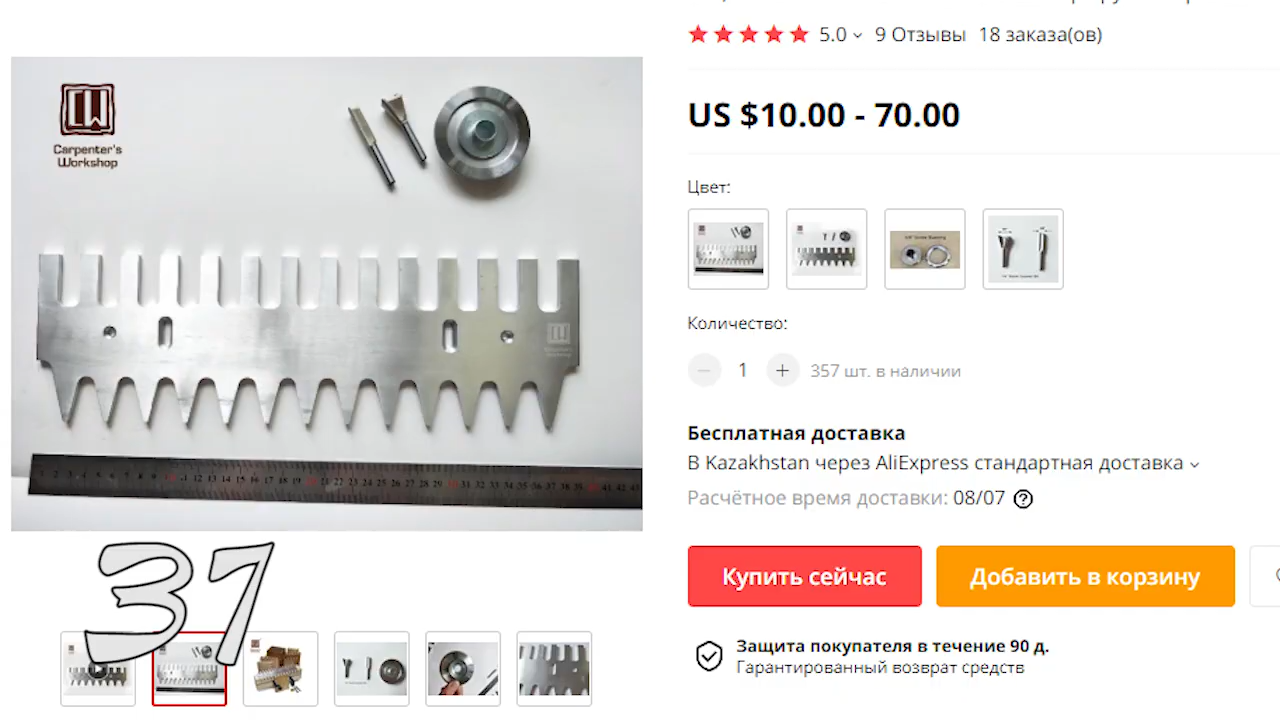 5.0 9 Отзывы 18 заказа(ов)
CW
Carpenter's
Workshop
US $10.00 - 70.00
Цвет:
Количество:
1 357 шт. в наличии
Бесплатная доставка
В Kazakhstan через AliExpress стандартная доставка
Расчётное время доставки: 08/07
Купить сейчас
Добавить в корзину
37
Защита покупателя в течение 90 д.
Гарантированный возврат средств